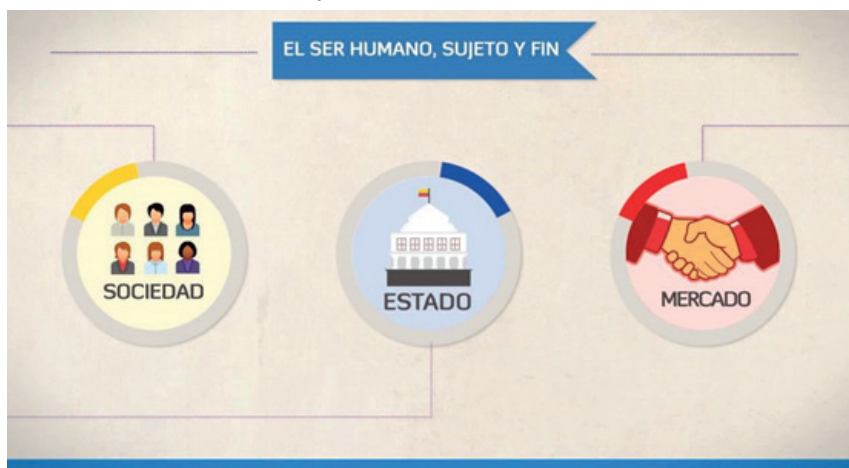 EL SER HUMANO, SUJETO Y FIN
SOCIEDAD
ESTADO
MERCADO